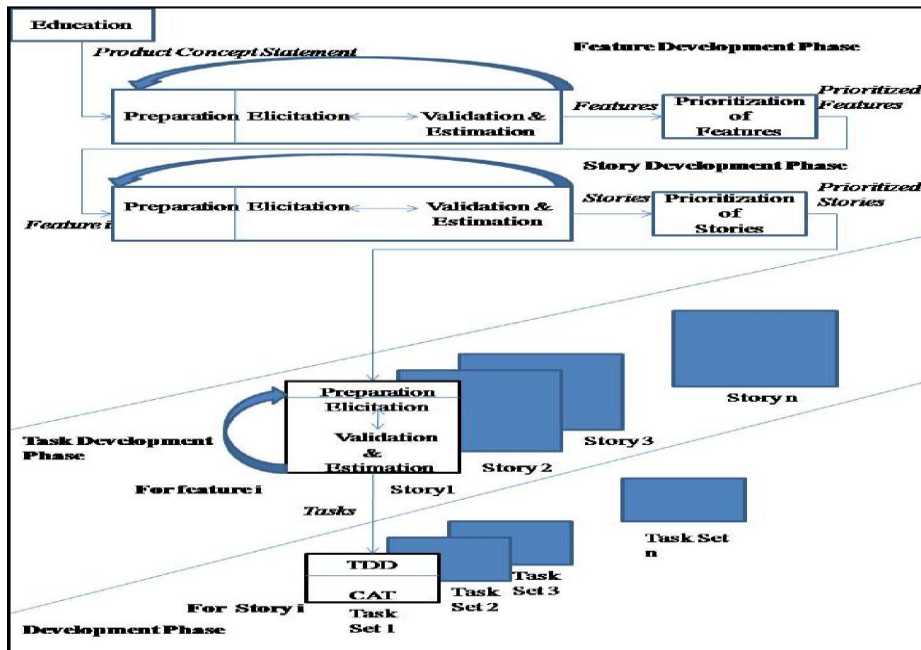 Education
Product Concept Statement
Feature Development Phase
Preparation Elicitation Validation &
Estimation
Features
Prioritization
of
Features
Prioritized
Features
Story Development Phase
Feature i
Preparation Elicitation Validation &
Estimation
Stories
Prioritization
of
Stories
Prioritized
Stories
Task Development
Phase
For feature i
Preparation
Elicitation
Validation
&
Estimation
Story1
Story 2
Story 3
Story n
Tasks
TDD
CAT
For Story i
Task
Set 1
Task
Set 2
Task
Set 3
Task Set
n
Development Phase